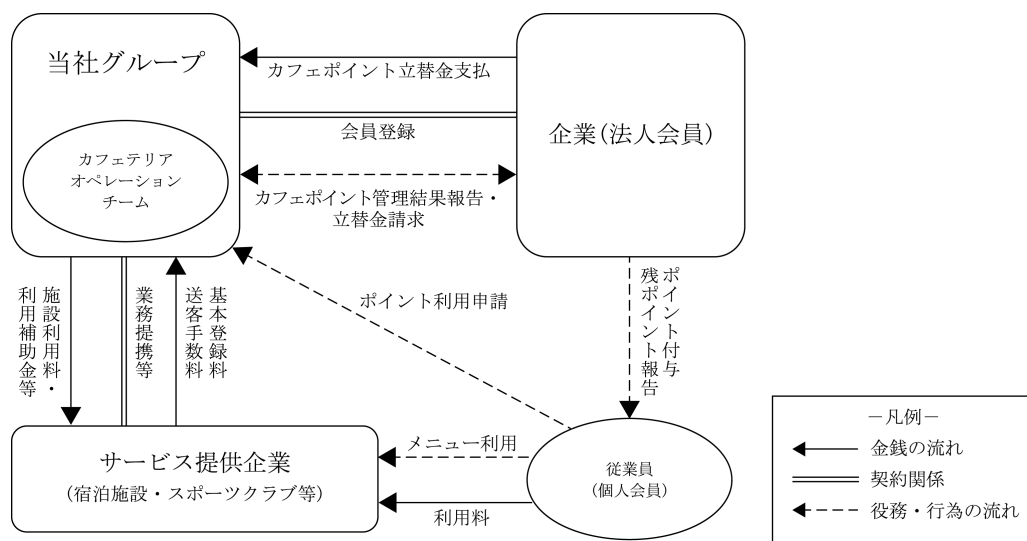 当社グループ
カフェテリア
オペレーション
チーム
カフェポイント立替金支払
会員登録
カフェポイント管理結果報告・
立替金請求
企業(法人会員)
施設利用料・
利用補助金等
業務提携等
基本登録料
送客手数料
ポイント利用申請
ポイント付与
残ポイント報告
サービス提供企業
(宿泊施設・スポーツクラブ等)
メニュー利用
利用料
従業員
(個人会員)
－凡例－
金銭の流れ
契約関係
役務・行為の流れ